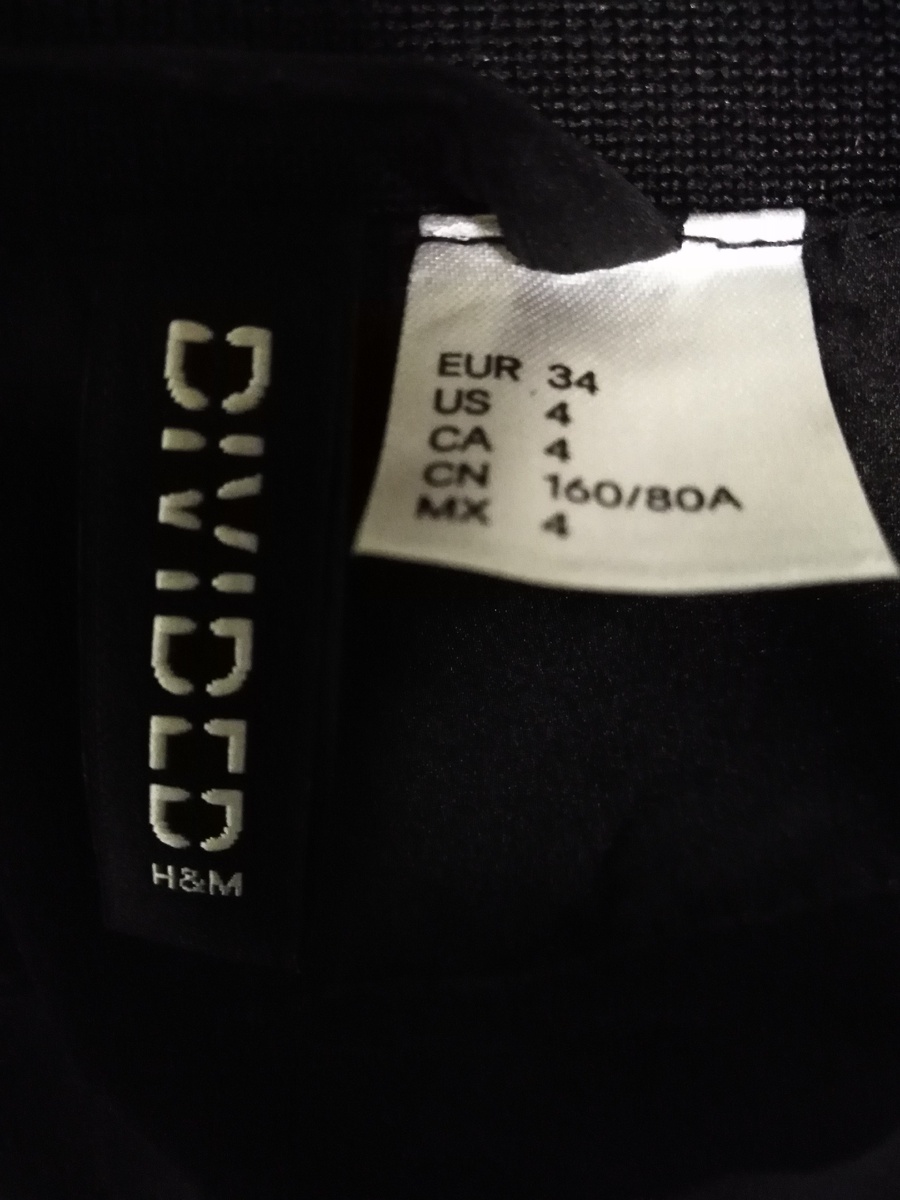 DIVIDED
H&M
EUR 34
US 4
CA 4
CN 160/80A
MX 4